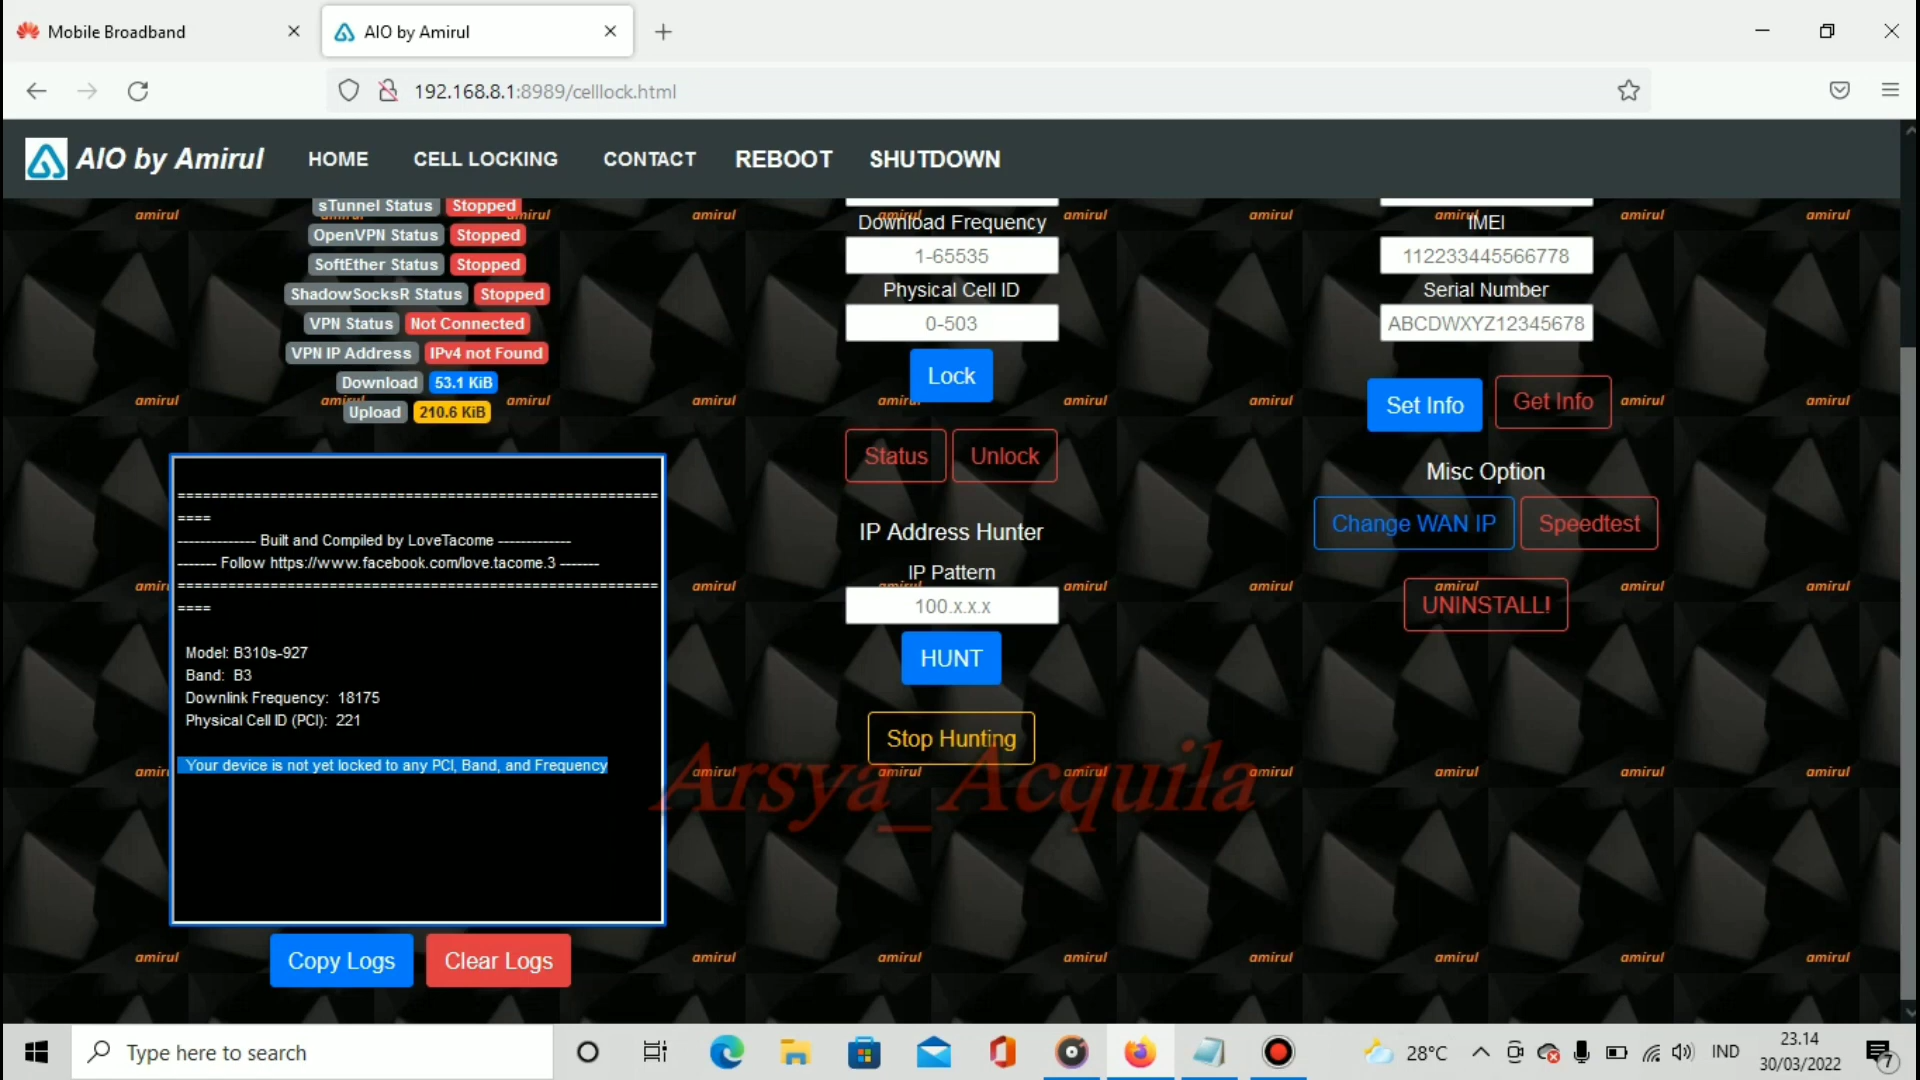 Mobile Broadband
AIO by Amirul
192.168.8.1:8989/celllock.html
AIO by Amirul
HOME
CELL LOCKING
CONTACT
REBOOT
SHUTDOWN
sTunnel Status Stopped
OpenVPN Status Stopped
SoftEther Status Stopped
ShadowSocksR Status Stopped
VPN Status Not Connected
VPN IP Address IPv4 not Found
Download 53.1 KiB
Upload 210.6 KiB
=========================================================
====
-------------- Built and Compiled by LoveTacome -------------
------- Follow https://www.facebook.com/love.tacome.3 -------
=========================================================
====
Model: B310s-927
Band: B3
Downlink Frequency: 18175
Physical Cell ID (PCI): 221
Your device is not yet locked to any PCI, Band, and Frequency
Copy Logs
Clear Logs
Download Frequency
1-65535
Physical Cell ID
0-503
Lock
Status
Unlock
IP Address Hunter
IP Pattern
100.x.x.x
HUNT
Stop Hunting
IMEI
112233445566778
Serial Number
ABCDWXYZ12345678
Set Info
Get Info
Misc Option
Change WAN IP
Speedtest
UNINSTALL!
amirul
Arsya_Acquila
Type here to search
28°C
IND
23.14
30/03/2022
7